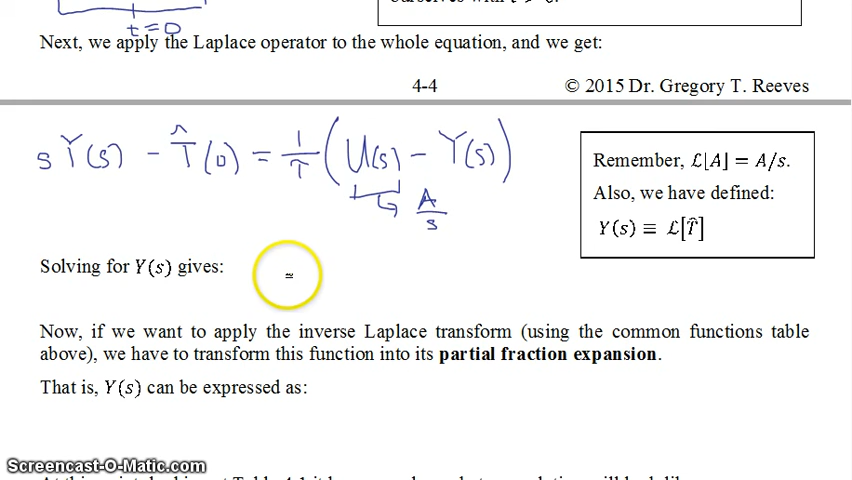 t = 0
Next, we apply the Laplace operator to the whole equation, and we get:
4-4 © 2015 Dr. Gregory T. Reeves
s Y(s) - T̂(0) = 1/τ (U(s) - Y(s))
A/s
Remember, ℒ[A] = A/s.
Also, we have defined:
Y(s) ≡ ℒ[T̂]
Solving for Y(s) gives:
Now, if we want to apply the inverse Laplace transform (using the common functions table
above), we have to transform this function into its partial fraction expansion.
That is, Y(s) can be expressed as:
Screencast-O-Matic.com